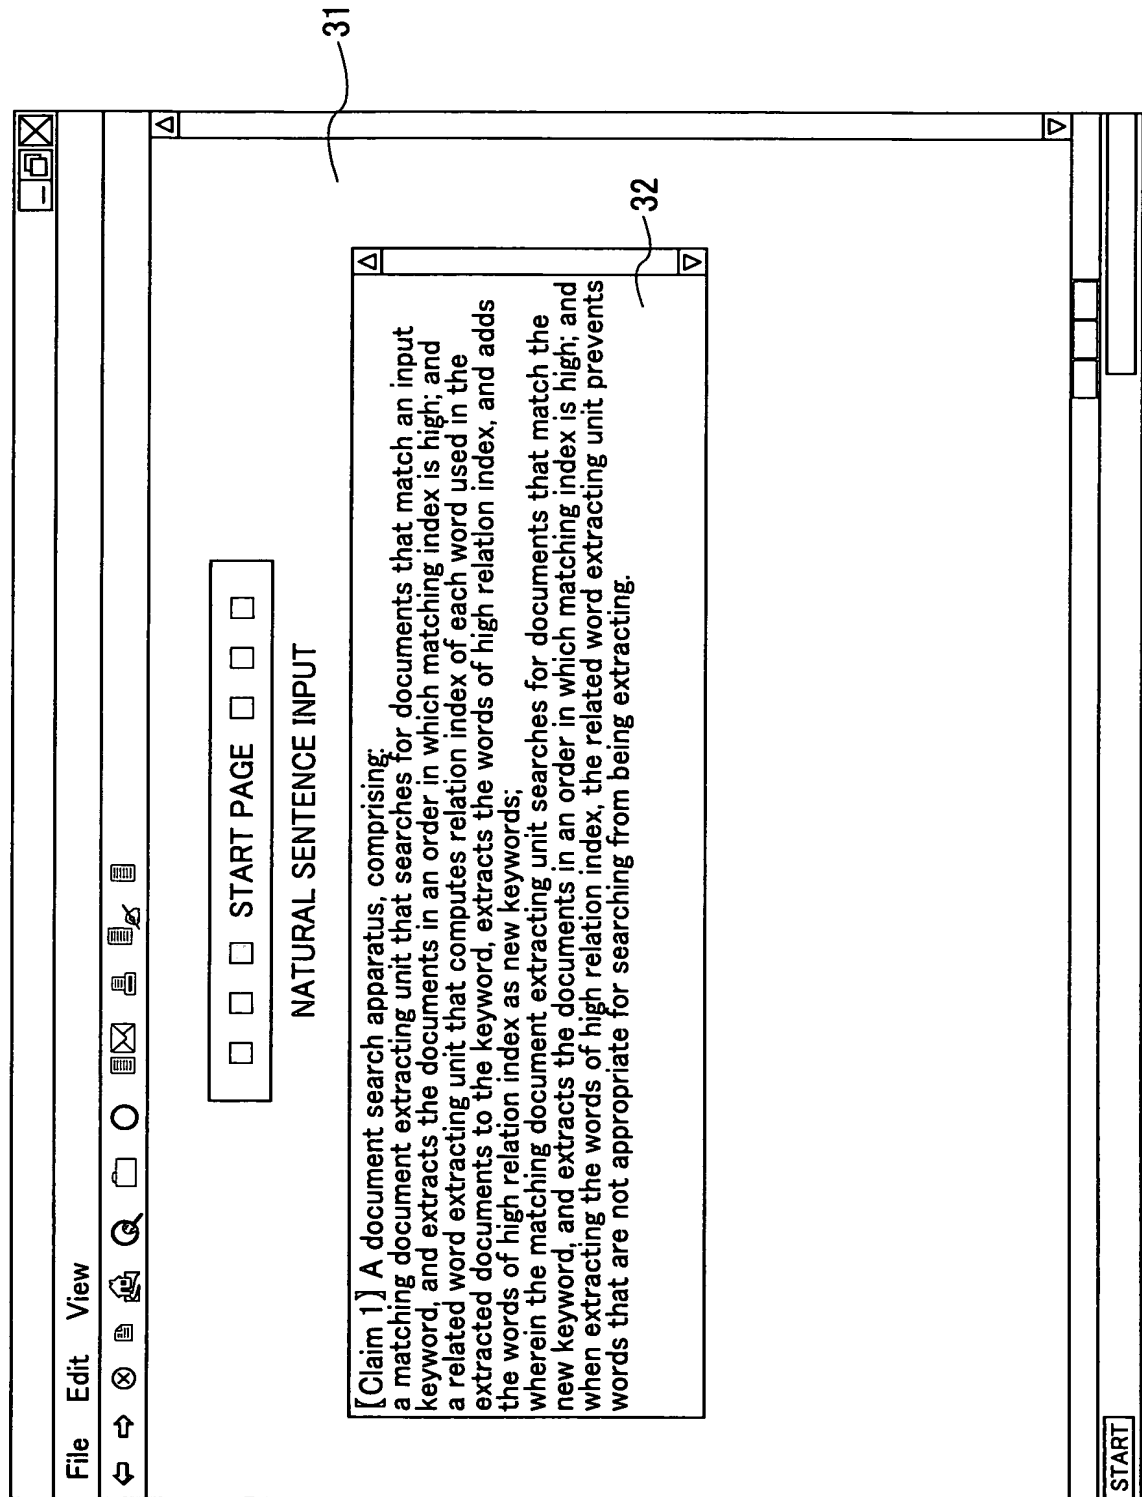 31
File Edit View
□ □ □ START PAGE □ □ □
NATURAL SENTENCE INPUT
【Claim 1】 A document search apparatus, comprising:
a matching document extracting unit that searches for documents that match an input
keyword, and extracts the documents in an order in which matching index is high; and
a related word extracting unit that computes relation index of each word used in the
extracted documents to the keyword, extracts the words of high relation index, and adds
the words of high relation index as new keywords;
wherein the matching document extracting unit searches for documents that match the
new keyword, and extracts the documents in an order in which matching index is high; and
when extracting the words of high relation index, the related word extracting unit prevents
words that are not appropriate for searching from being extracting.
32
START